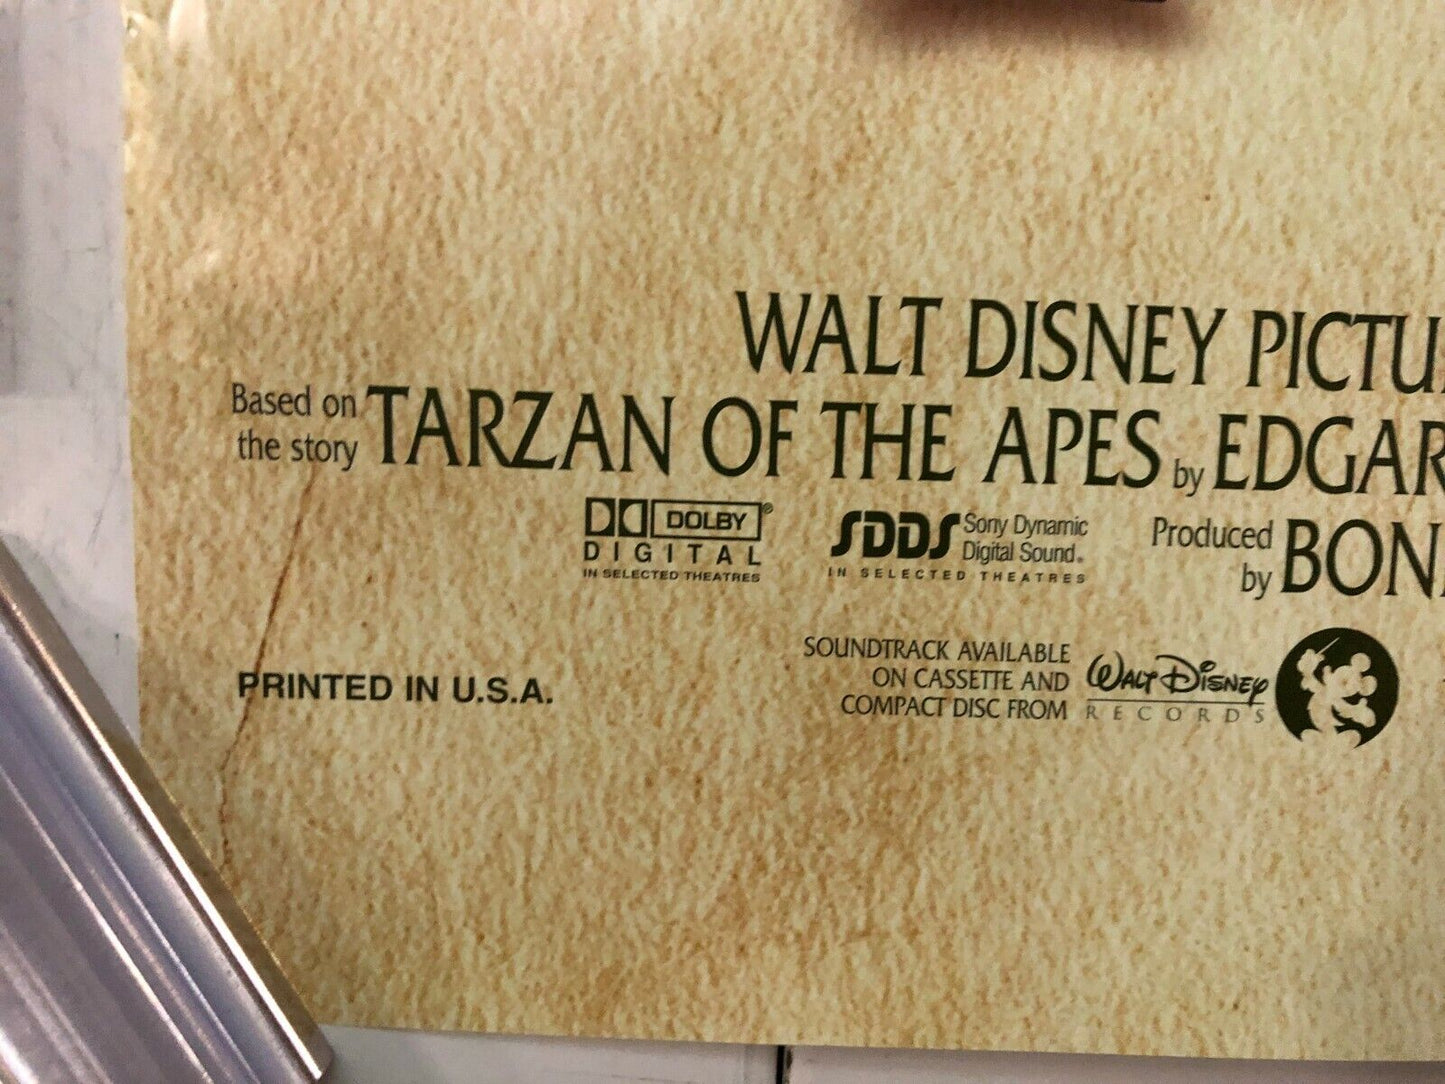 WALT DISNEY PICTU
Based on
the story
TARZAN OF THE APES by EDGAR
DOLBY®
DIGITAL
IN SELECTED THEATRES
SDDS Sony Dynamic
Digital Sound®
IN SELECTED THEATRES
Produced
by BON
SOUNDTRACK AVAILABLE
ON CASSETTE AND
COMPACT DISC FROM
WALT DISNEY
RECORDS
PRINTED IN U.S.A.